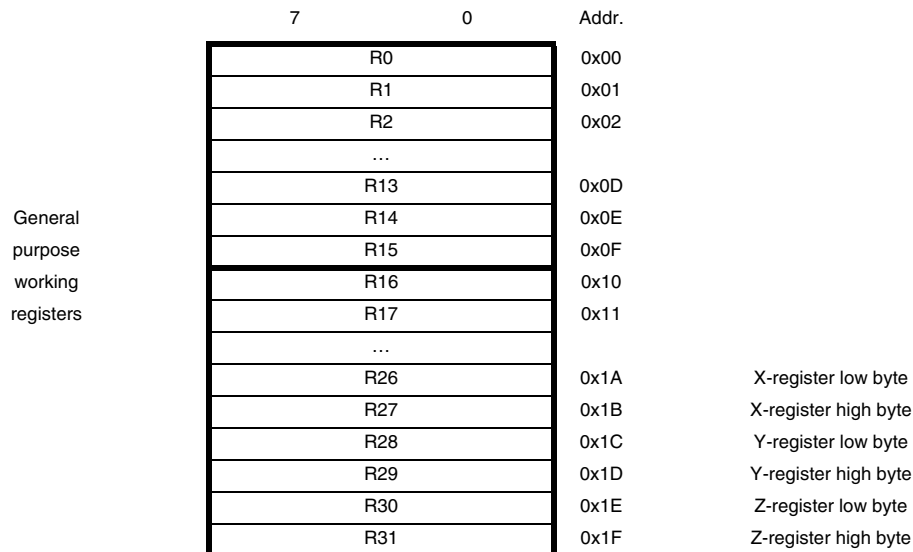 7 0 Addr.
R0 0x00
R1 0x01
R2 0x02
…
R13 0x0D
General R14 0x0E
purpose R15 0x0F
working R16 0x10
registers R17 0x11
…
R26 0x1A X-register low byte
R27 0x1B X-register high byte
R28 0x1C Y-register low byte
R29 0x1D Y-register high byte
R30 0x1E Z-register low byte
R31 0x1F Z-register high byte